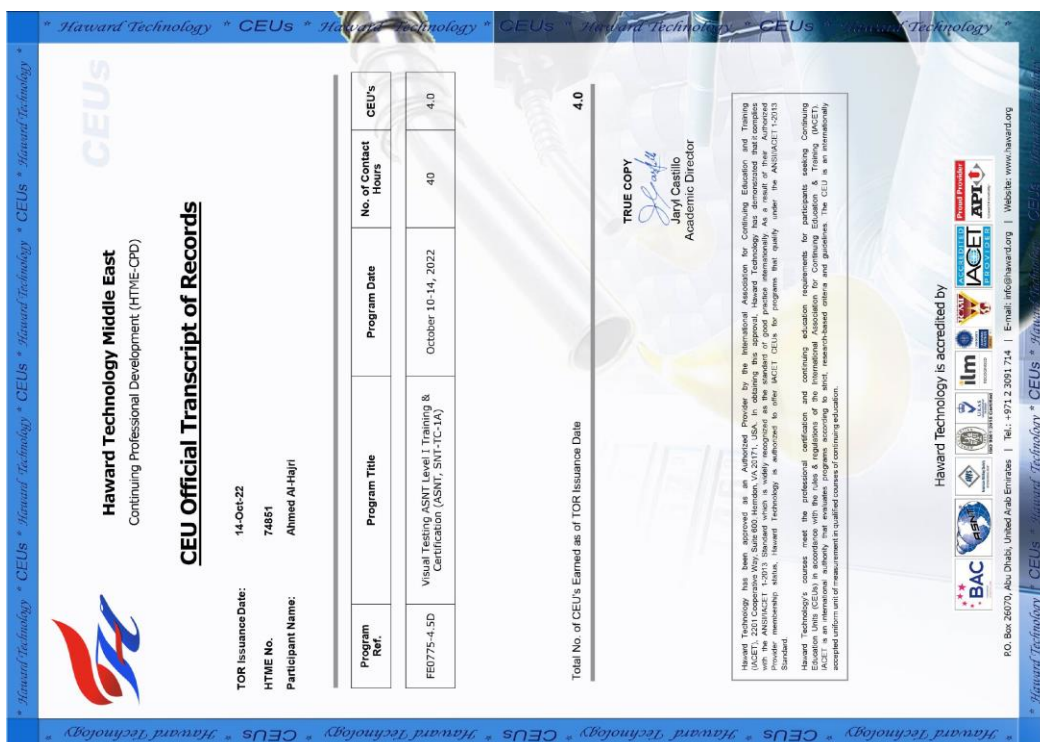 * Haward Technology * CEUs * Haward Technology * CEUs * Haward Technology * CEUs * Haward Technology *
CEUs
Haward Technology Middle East
Continuing Professional Development (HTME-CPD)
CEU Official Transcript of Records
TOR IssuanceDate: 14-Oct-22
HTME No. 74851
Participant Name: Ahmed Al-Hajri
Program Ref. Program Title Program Date No. of Contact Hours CEU's
FE0775-4.5D Visual Testing ASNT Level I Training & Certification (ASNT, SNT-TC-1A) October 10-14, 2022 40 4.0
Total No. of CEU's Earned as of TOR Issuance Date 4.0
TRUE COPY
Jaryl Castillo
Academic Director
Haward Technology has been approved as an Authorized Provider by the International Association for Continuing Education and Training
(IACET), 2201 Cooperative Way, Suite 600, Herndon, VA 20171, USA. In obtaining this approval, Haward Technology has demonstrated that it complies
with the ANSI/IACET 1-2013 Standard which is widely recognized as the standard of good practice internationally. As a result of their Authorized
Provider membership status, Haward Technology is authorized to offer IACET CEUs for programs that qualify under the ANSI/IACET 1-2013
Standard.
Haward Technology's courses meet the professional certification and continuing education requirements for participants seeking Continuing
Education Units (CEUs) in accordance with the rules & regulations of the International Association for Continuing Education & Training (IACET).
IACET is an international authority that evaluates programs according to strict, research-based criteria and guidelines. The CEU is an internationally
accepted uniform unit of measurement in qualified courses of continuing education.
Haward Technology is accredited by
BAC
ASNT
UKAS
ilm
ICMI
ACCREDITED
IACET
PROVIDER
Proud Provider
API U
P.O. Box 26070, Abu Dhabi, United Arab Emirates | Tel.: +971 2 3091 714 | E-mail: info@haward.org | Website: www.haward.org